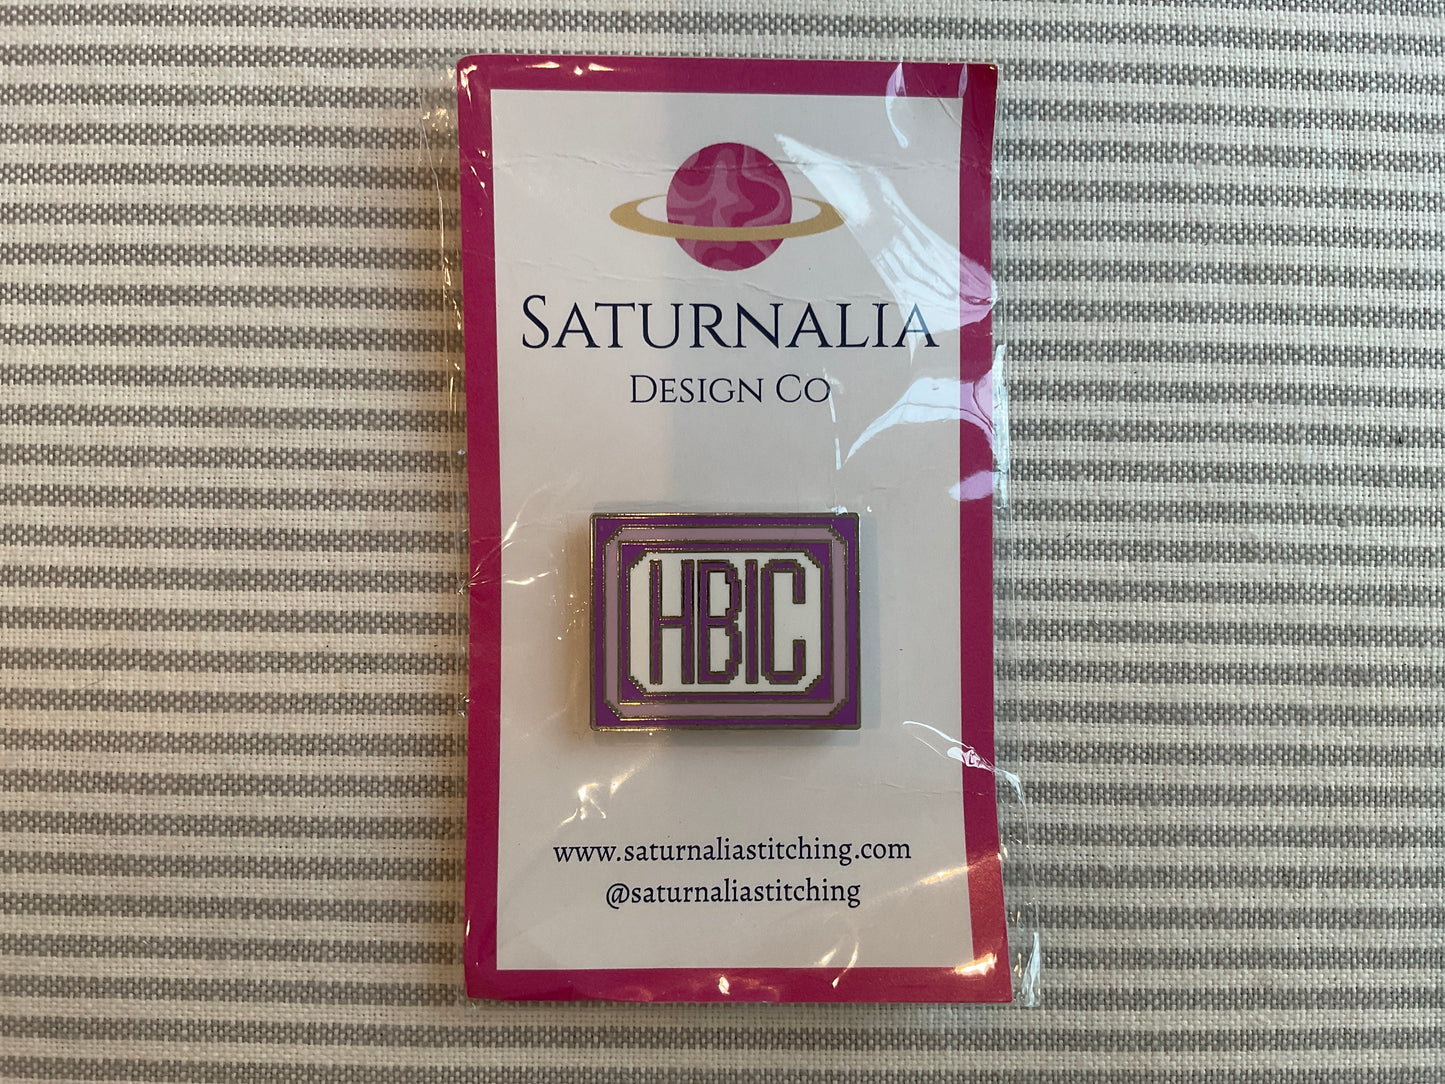 SATURNALIA
DESIGN CO
HBIC
www.saturnaliastitching.com
@saturnaliastitching